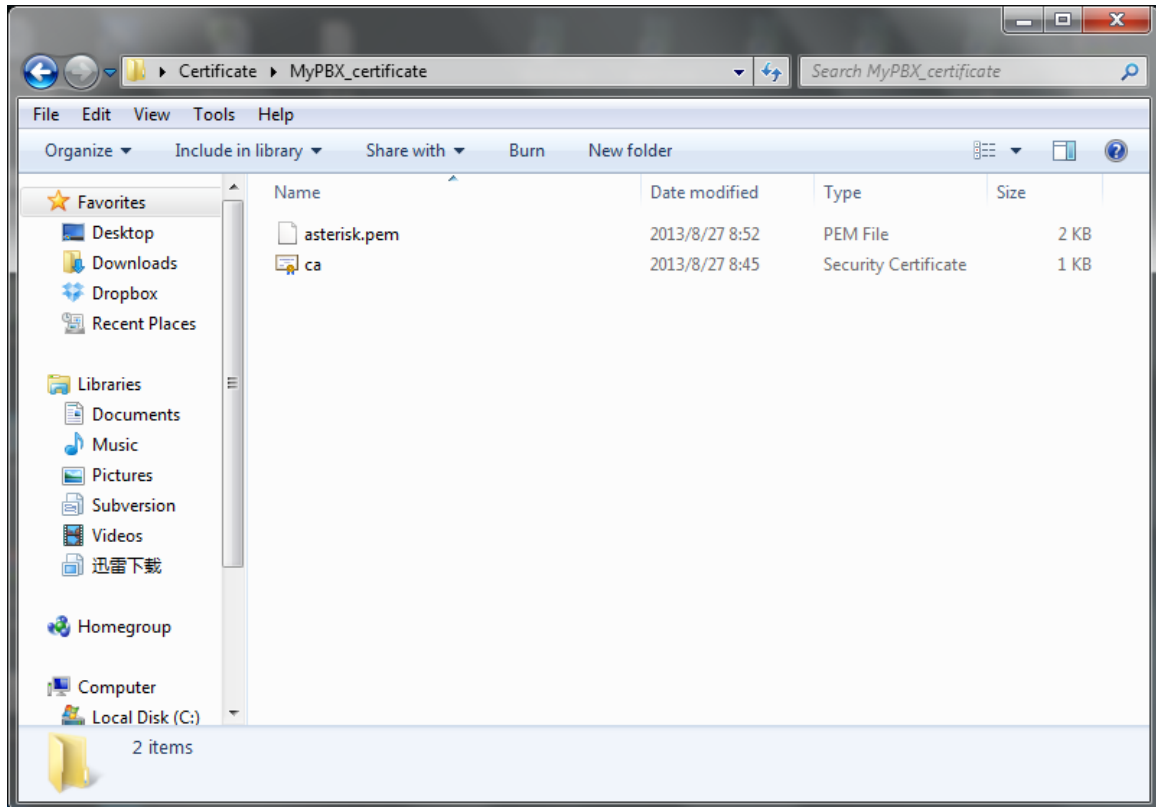 Certificate MyPBX_certificate Search MyPBX_certificate
File Edit View Tools Help
Organize Include in library Share with Burn New folder
Favorites
Desktop
Downloads
Dropbox
Recent Places
Libraries
Documents
Music
Pictures
Subversion
Videos
迅雷下载
Homegroup
Computer
Local Disk (C:)
Name Date modified Type Size
asterisk.pem 2013/8/27 8:52 PEM File 2 KB
ca 2013/8/27 8:45 Security Certificate 1 KB
2 items